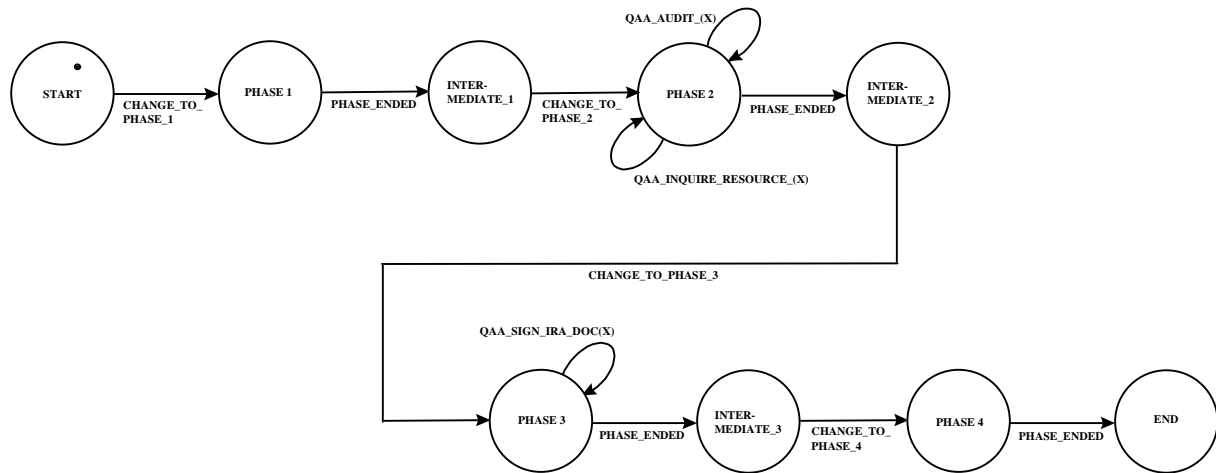 QAA_AUDIT_(X)
START
CHANGE_TO_
PHASE_1
PHASE 1
PHASE_ENDED
INTER-
MEDIATE_1
CHANGE_TO_
PHASE_2
PHASE 2
PHASE_ENDED
INTER-
MEDIATE_2
QAA_INQUIRE_RESOURCE_(X)
CHANGE_TO_PHASE_3
QAA_SIGN_IRA_DOC(X)
PHASE 3
PHASE_ENDED
INTER-
MEDIATE_3
CHANGE_TO_
PHASE_4
PHASE 4
PHASE_ENDED
END